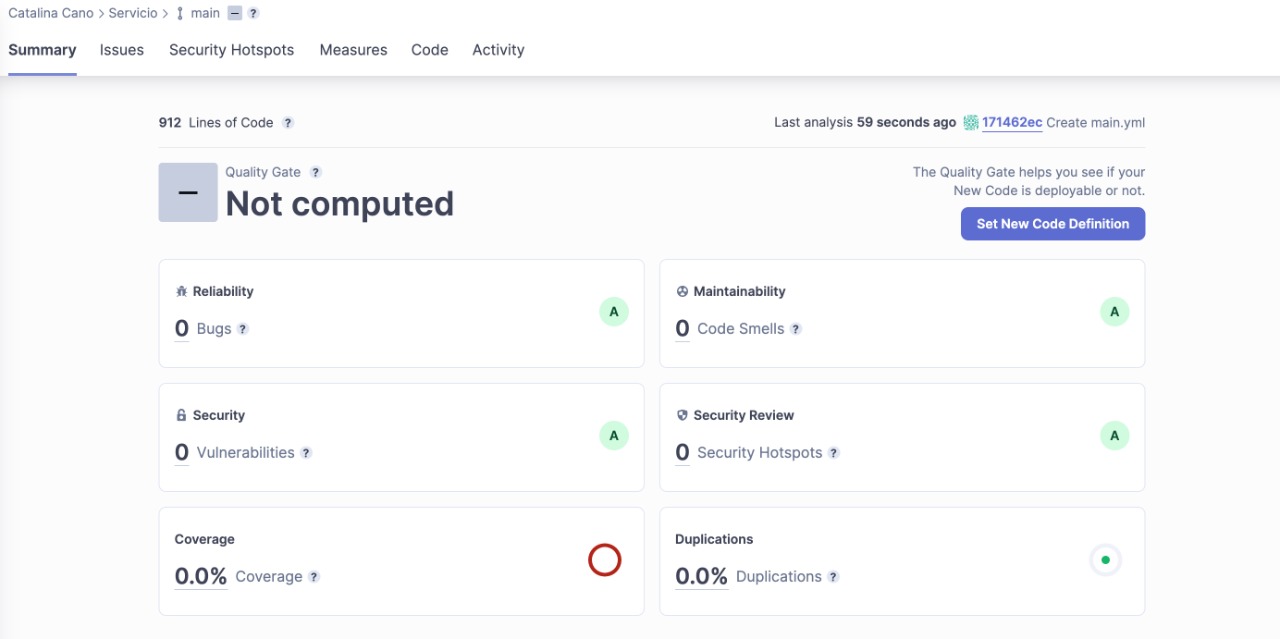 Catalina Cano > Servicio > main – ?
Summary Issues Security Hotspots Measures Code Activity
912 Lines of Code ? Last analysis 59 seconds ago 171462ec Create main.yml
Quality Gate ?
Not computed
The Quality Gate helps you see if your
New Code is deployable or not.
Set New Code Definition
Reliability
0 Bugs ?
A
Maintainability
0 Code Smells ?
A
Security
0 Vulnerabilities ?
A
Security Review
0 Security Hotspots ?
A
Coverage
0.0% Coverage ?
Duplications
0.0% Duplications ?